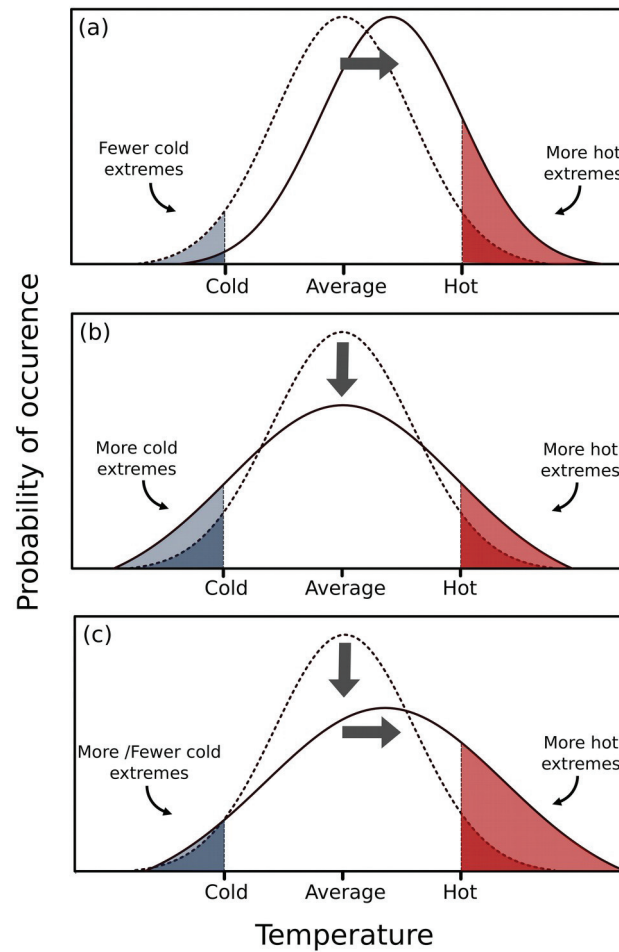 (a)
Fewer cold
extremes
More hot
extremes
Cold Average Hot
(b)
More cold
extremes
More hot
extremes
Cold Average Hot
(c)
More /Fewer cold
extremes
More hot
extremes
Cold Average Hot
Probability of occurence
Temperature